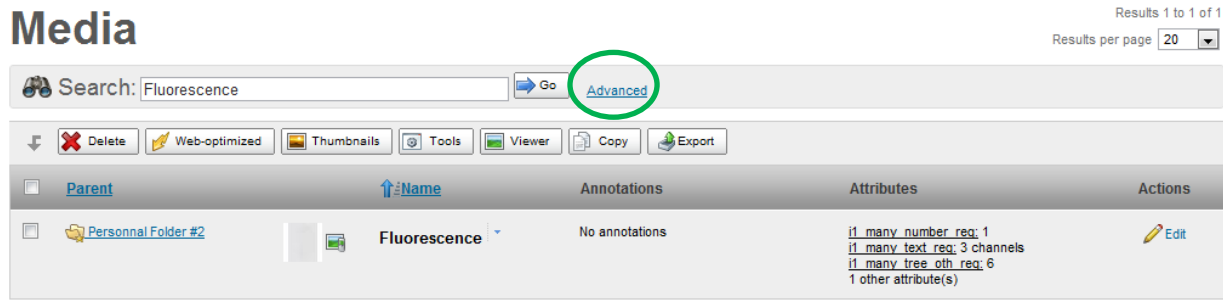 Results 1 to 1 of 1
Media
Results per page 20
Search: Fluorescence Go Advanced
Delete Web-optimized Thumbnails Tools Viewer Copy Export
Parent Name Annotations Attributes Actions
Personnal Folder #2 Fluorescence No annotations i1_many_number_req: 1 Edit
i1_many_text_req: 3 channels
i1_many_tree_oth_req: 6
1 other attribute(s)